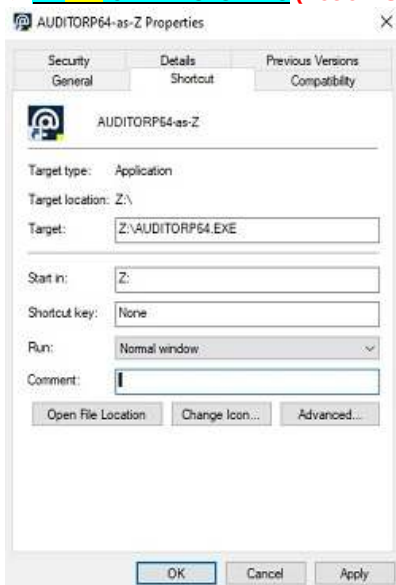 AUDITORP64-as-Z Properties
Security Details Previous Versions
General Shortcut Compatibility
AUDITORP64-as-Z
Target type: Application
Target location: Z:\
Target: Z:\AUDITORP64.EXE
Start in: Z:
Shortcut key: None
Run: Normal window
Comment:
Open File Location Change Icon... Advanced...
OK Cancel Apply